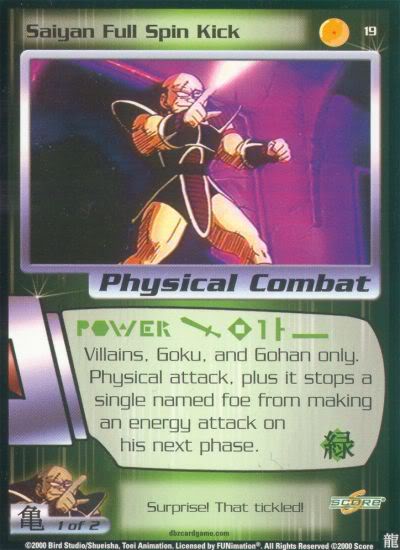 Saiyan Full Spin Kick
19
Physical Combat
POWER
Villains, Goku, and Gohan only.
Physical attack, plus it stops a
single named foe from making
an energy attack on
his next phase.
緑
Surprise! That tickled!
SCORE
亀 1 of 2
dbzcardgame.com
©2000 Bird Studio/Shueisha, Toei Animation. Licensed by FUNimation®. All Rights Reserved ©2000 Score
龍